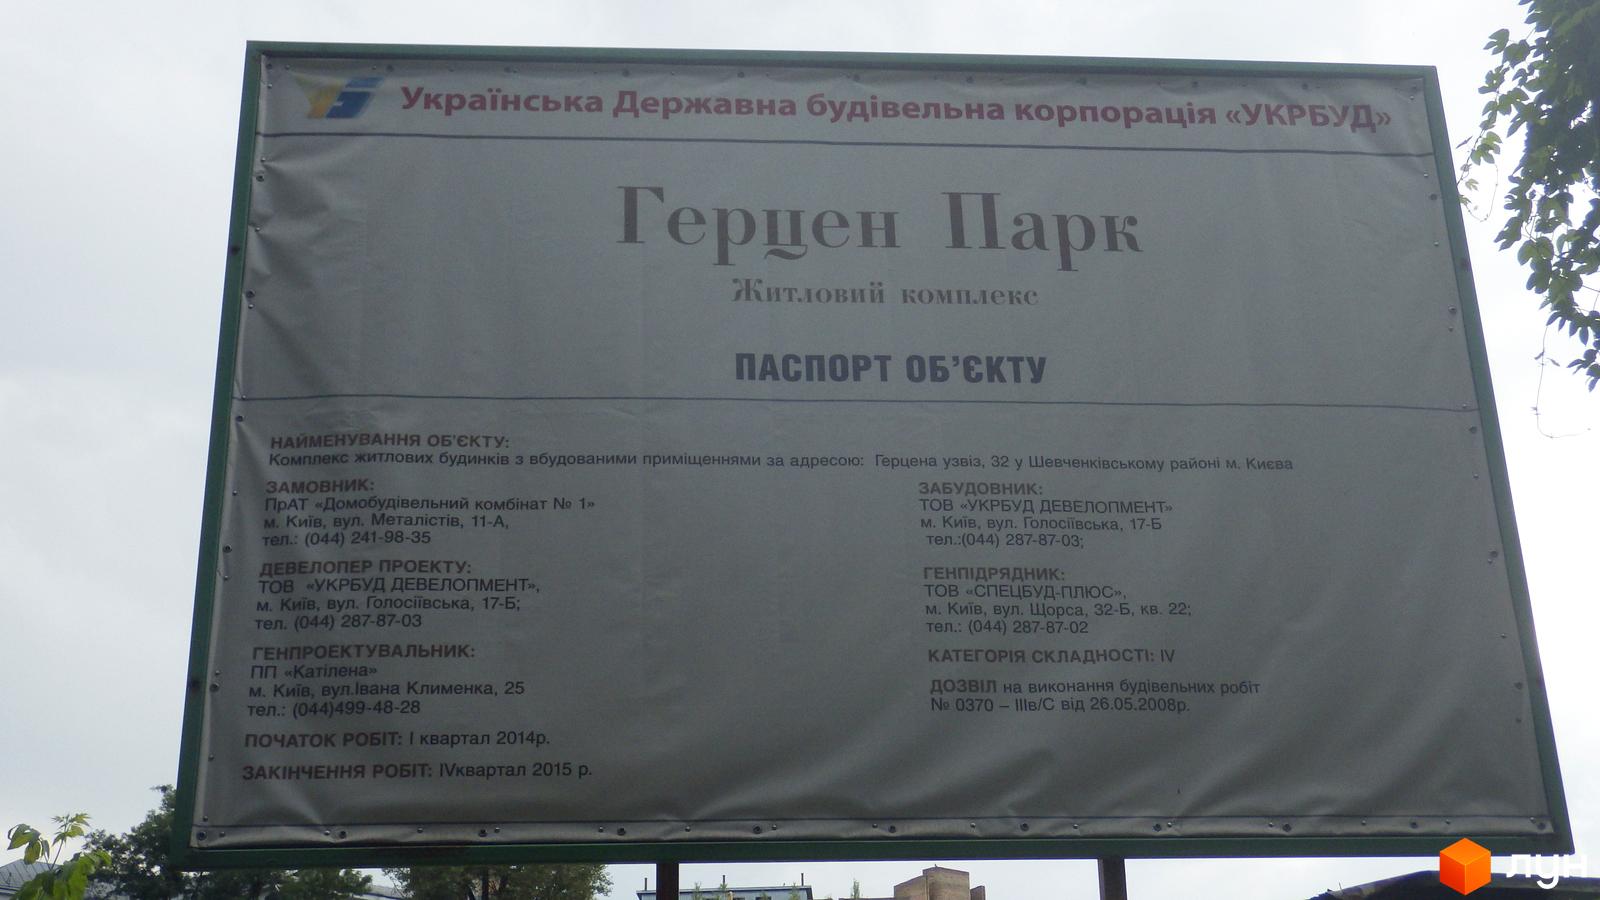 УБ Українська Державна будівельна корпорація «УКРБУД»
Герцен Парк
Житловий комплекс
ПАСПОРТ ОБ'ЄКТУ
НАЙМЕНУВАННЯ ОБ'ЄКТУ:
Комплекс житлових будинків з вбудованими приміщеннями за адресою: Герцена узвіз, 32 у Шевченківському районі м. Києва
ЗАМОВНИК:
ПрАТ «Домобудівельний комбінат № 1»
м. Київ, вул. Металістів, 11-А,
тел.: (044) 241-98-35
ДЕВЕЛОПЕР ПРОЕКТУ:
ТОВ «УКРБУД ДЕВЕЛОПМЕНТ»,
м. Київ, вул. Голосіївська, 17-Б;
тел. (044) 287-87-03
ГЕНПРОЕКТУВАЛЬНИК:
ПП «Катілена»
м. Київ, вул.Івана Клименка, 25
тел.: (044)499-48-28
ПОЧАТОК РОБІТ: I квартал 2014р.
ЗАКІНЧЕННЯ РОБІТ: IVквартал 2015 р.
ЗАБУДОВНИК:
ТОВ «УКРБУД ДЕВЕЛОПМЕНТ»
м. Київ, вул. Голосіївська, 17-Б
тел.:(044) 287-87-03;
ГЕНПІДРЯДНИК:
ТОВ «СПЕЦБУД-ПЛЮС»,
м. Київ, вул. Щорса, 32-Б, кв. 22;
тел.: (044) 287-87-02
КАТЕГОРІЯ СКЛАДНОСТІ: IV
ДОЗВІЛ на виконання будівельних робіт
№ 0370 – IIIв/С від 26.05.2008р.
лун